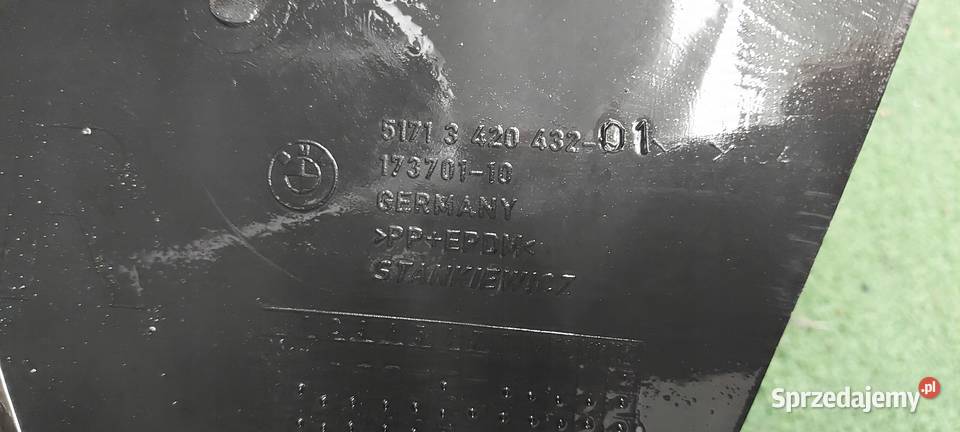 5171 3 420 432-01
173701-10
GERMANY
>PP+EPDM<
STANKIEWICZ
Sprzedajemy.pl